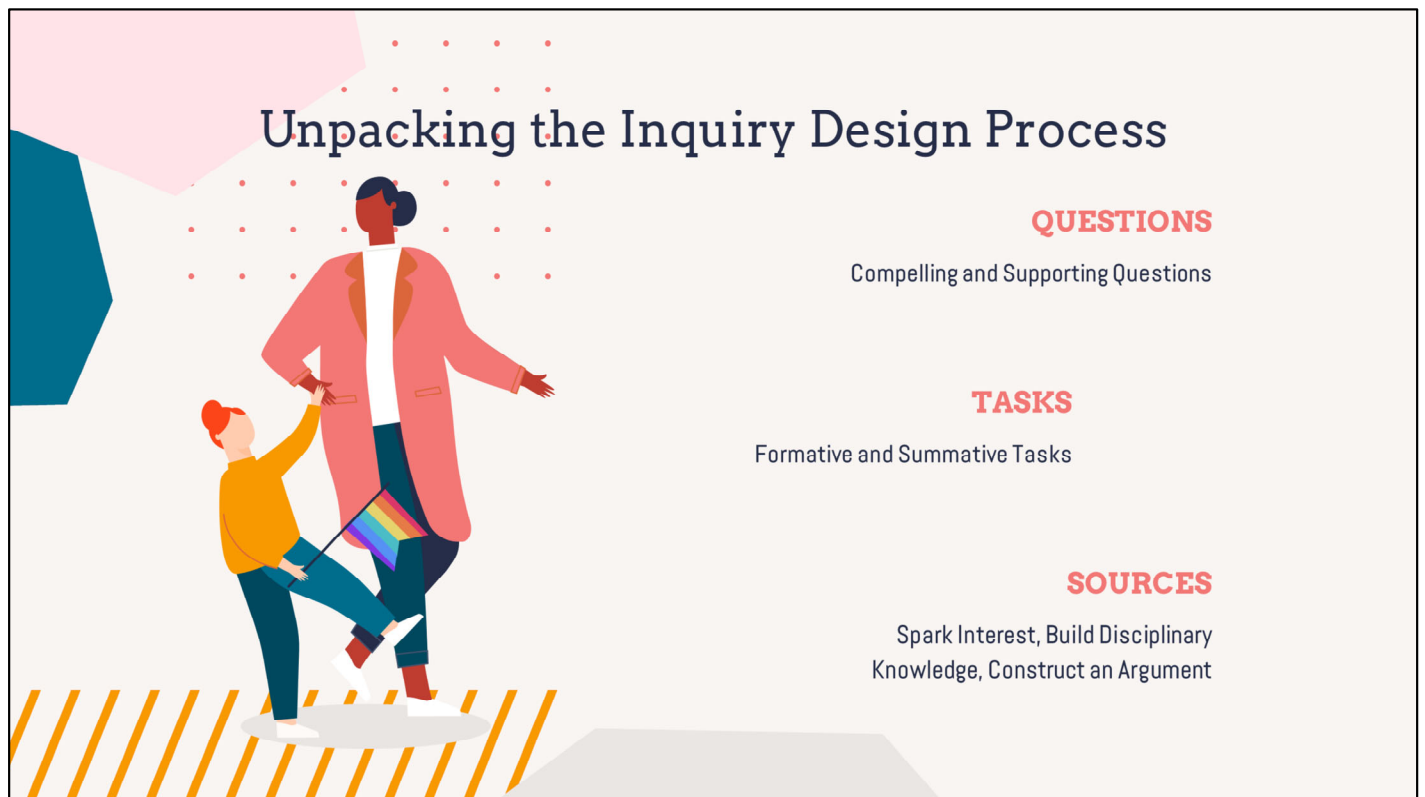 Unpacking the Inquiry Design Process
QUESTIONS
Compelling and Supporting Questions
TASKS
Formative and Summative Tasks
SOURCES
Spark Interest, Build Disciplinary
Knowledge, Construct an Argument